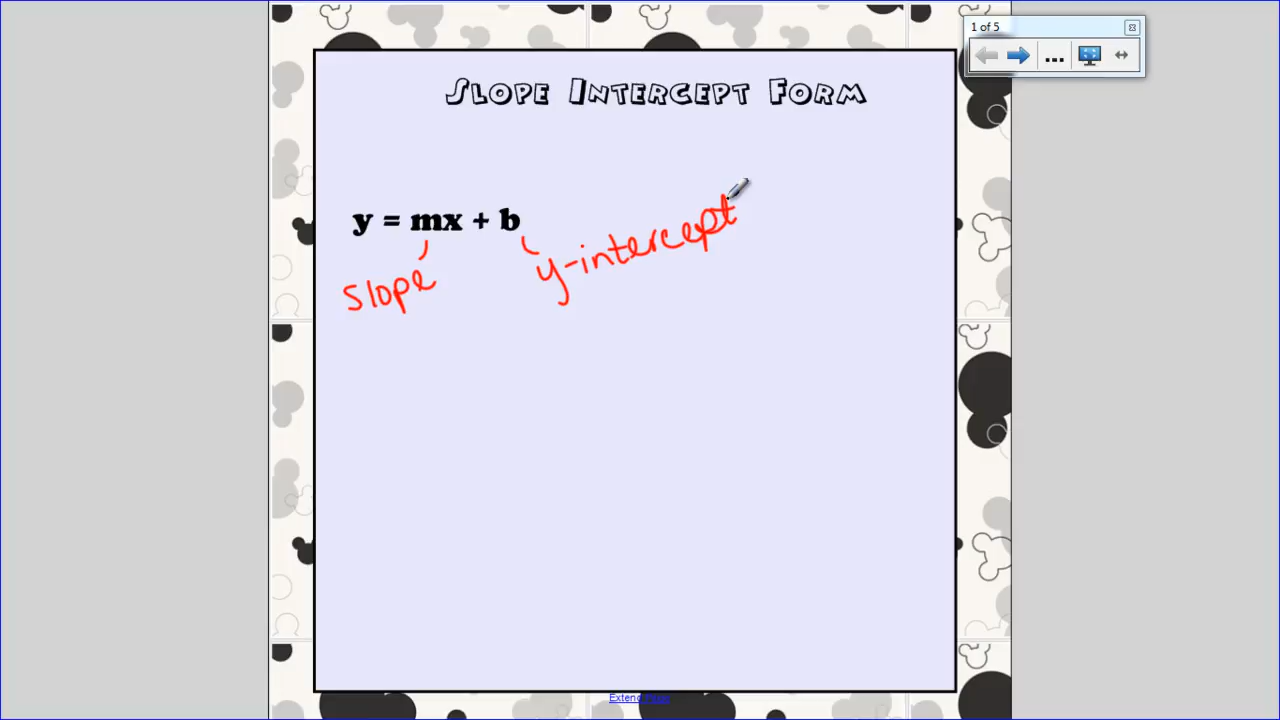 1 of 5
SLOPE INTERCEPT FORM
y = mx + b
slope
y-intercept